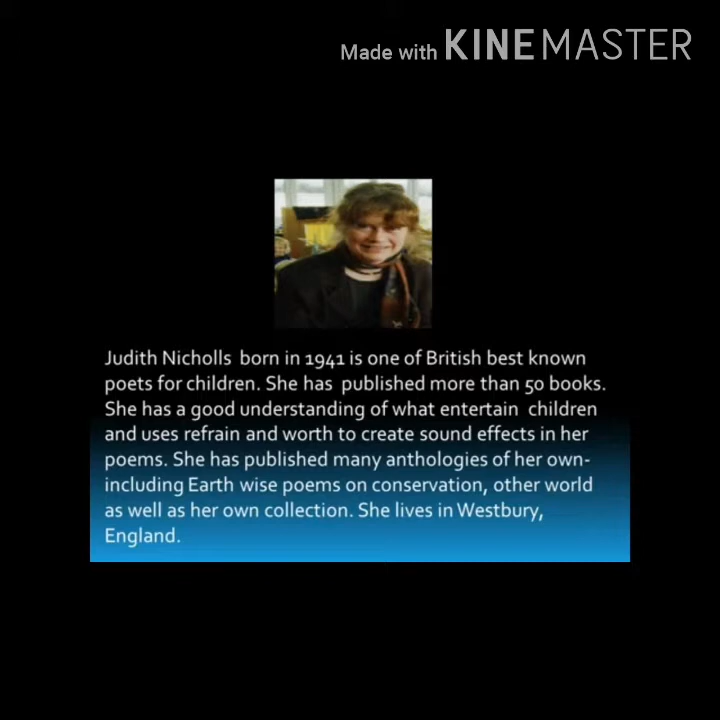 Made with KINEMASTER
Judith Nicholls born in 1941 is one of British best known
poets for children. She has published more than 50 books.
She has a good understanding of what entertain children
and uses refrain and worth to create sound effects in her
poems. She has published many anthologies of her own-
including Earth wise poems on conservation, other world
as well as her own collection. She lives in Westbury,
England.